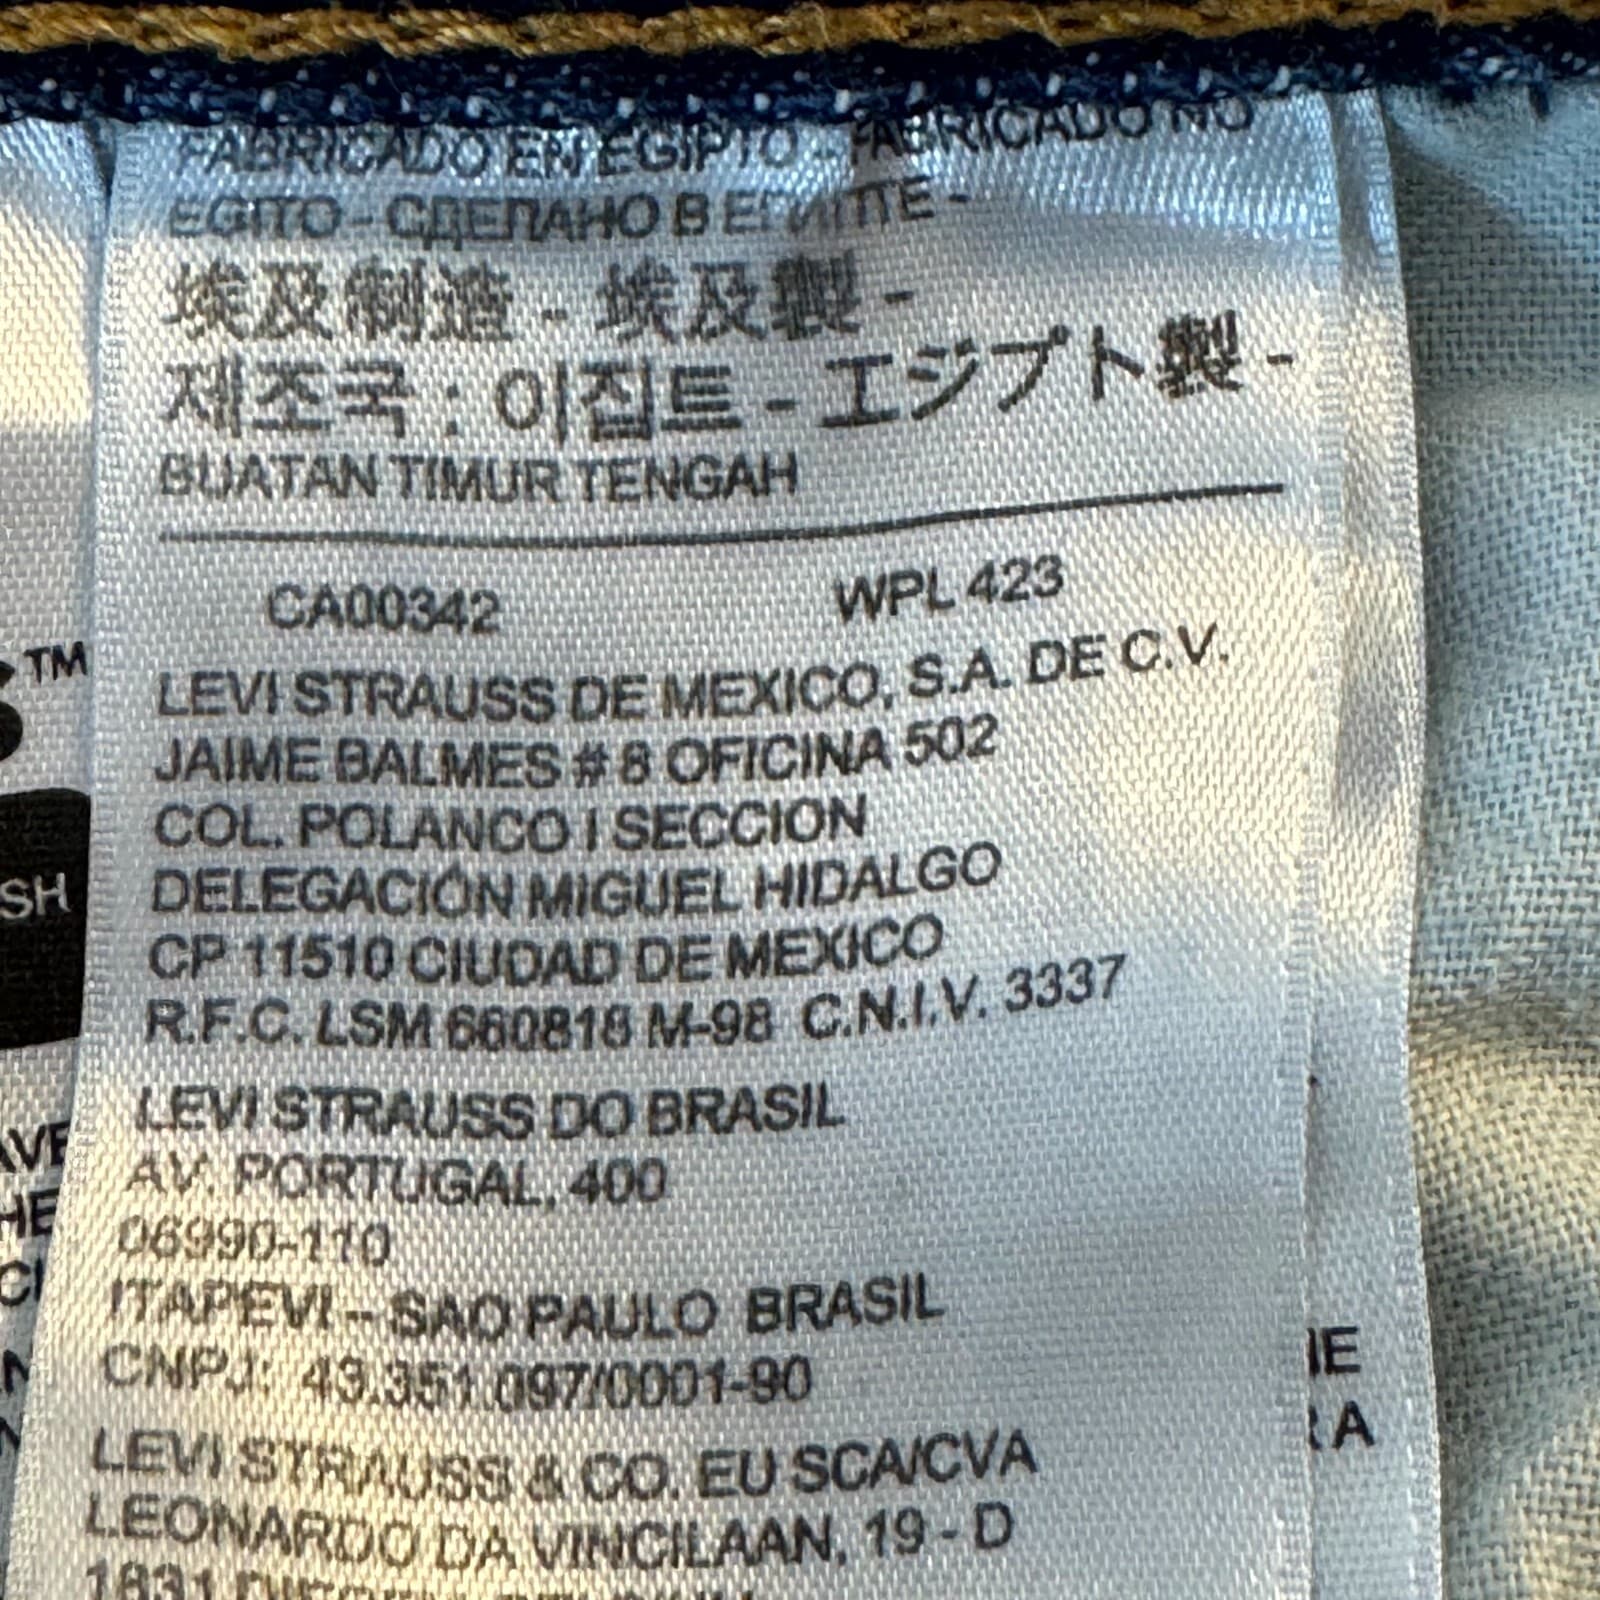 FABRICADO EN EGIPTO - FABRICADO NO
EGITO - СДЕЛАНО В ЕГИПТЕ -
埃及制造 - 埃及製 -
제조국 : 이집트 - エジプト製 -
BUATAN TIMUR TENGAH
CA00342 WPL 423
LEVI STRAUSS DE MEXICO, S.A. DE C.V.
JAIME BALMES # 8 OFICINA 502
COL. POLANCO I SECCION
DELEGACIÓN MIGUEL HIDALGO
CP 11510 CIUDAD DE MEXICO
R.F.C. LSM 660818 M-98 C.N.I.V. 3337
LEVI STRAUSS DO BRASIL
AV. PORTUGAL, 400
06990-110
ITAPEVI - SAO PAULO BRASIL
CNPJ: 49.351.097/0001-90
LEVI STRAUSS & CO. EU SCA/CVA
LEONARDO DA VINCILAAN, 19 - D
1831
TM
SH